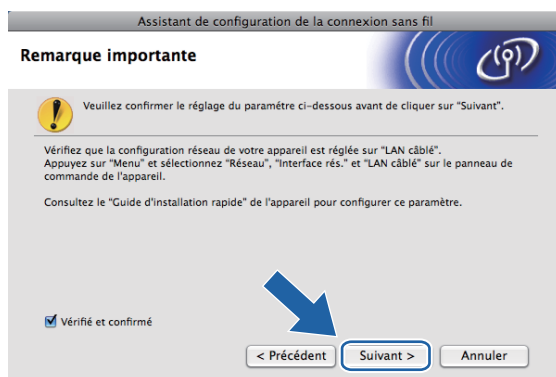 Assistant de configuration de la connexion sans fil
Remarque importante
Veuillez confirmer le réglage du paramétre ci-dessous avant de cliquer sur "Suivant".
Vérifiez que la configuration réseau de votre appareil est réglée sur "LAN câblé".
Appuyez sur "Menu" et sélectionnez "Réseau", "Interface rés." et "LAN câblé" sur le panneau de
commande de l'appareil.
Consultez le "Guide d'installation rapide" de l'appareil pour configurer ce paramètre.
Vérifié et confirmé
< Précédent
Suivant >
Annuler